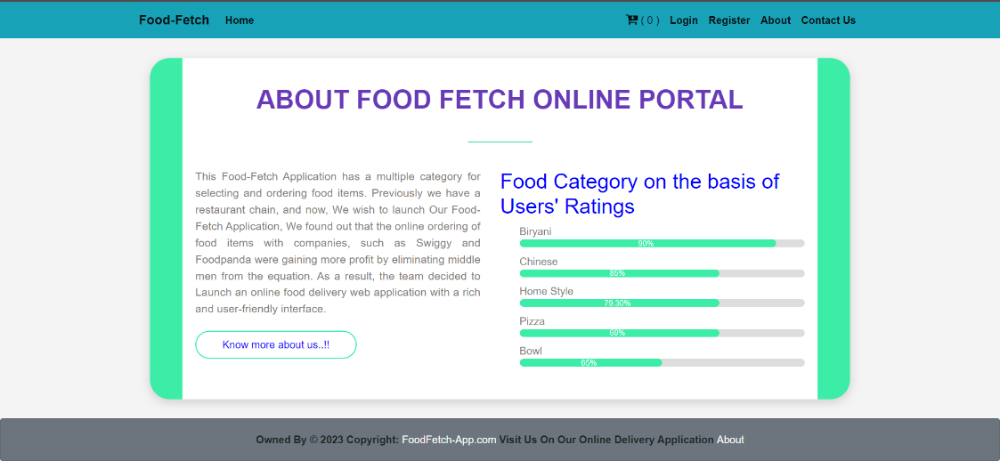 Food-Fetch Home ( 0 ) Login Register About Contact Us
ABOUT FOOD FETCH ONLINE PORTAL
This Food-Fetch Application has a multiple category for
selecting and ordering food items. Previously we have a
restaurant chain, and now, We wish to launch Our Food-
Fetch Application, We found out that the online ordering of
food items with companies, such as Swiggy and
Foodpanda were gaining more profit by eliminating middle
men from the equation. As a result, the team decided to
Launch an online food delivery web application with a rich
and user-friendly interface.
Know more about us..!!
Food Category on the basis of
Users' Ratings
Biryani
90%
Chinese
85%
Home Style
79.30%
Pizza
69%
Bowl
65%
Owned By © 2023 Copyright: FoodFetch-App.com Visit Us On Our Online Delivery Application About